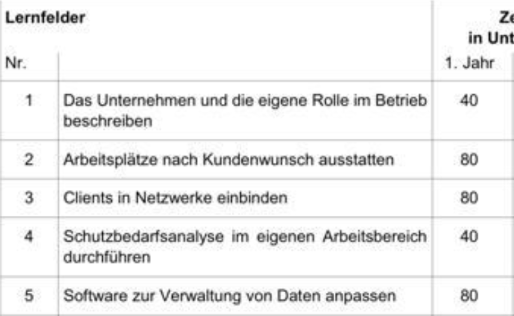 Lernfelder
in Unt
Nr.
1. Jahr
1 Das Unternehmen und die eigene Rolle im Betrieb 40
beschreiben
2 Arbeitsplätze nach Kundenwunsch ausstatten 80
3 Clients in Netzwerke einbinden 80
4 Schutzbedarfsanalyse im eigenen Arbeitsbereich 40
durchführen
5 Software zur Verwaltung von Daten anpassen 80